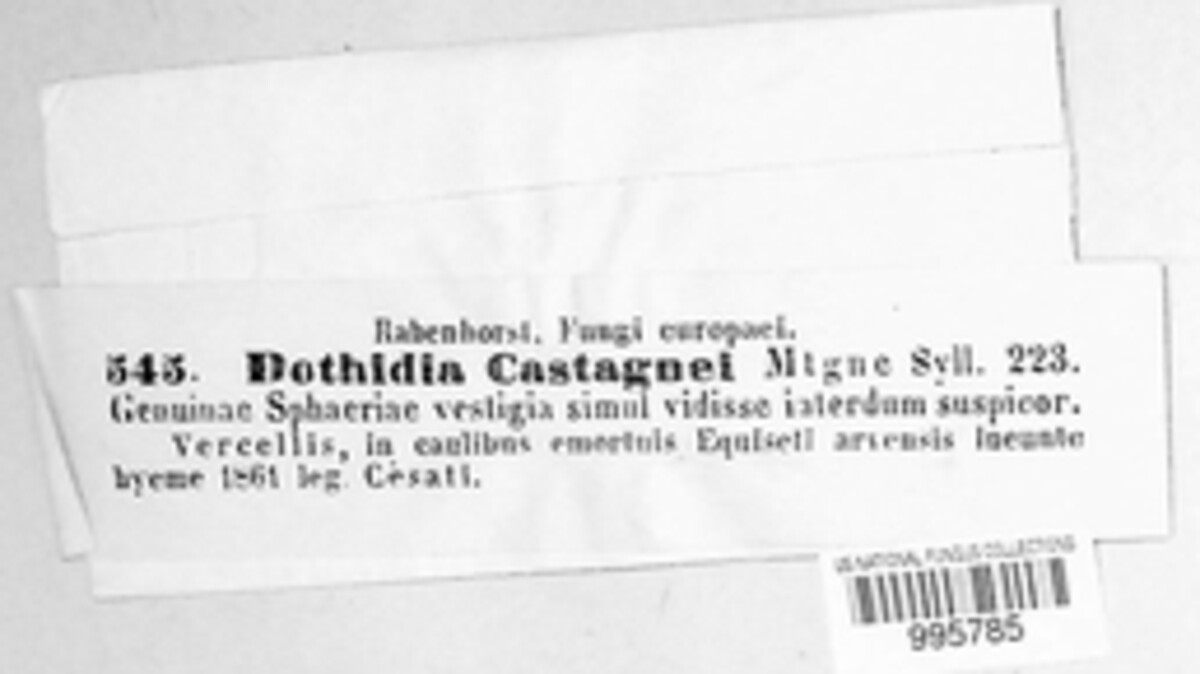 Rabenhorst. Fungi europaei.
545. Dothidia Castagnei Mtgne Syll. 223.
Genuinae Sphaeriae vestigia simul vidisse interdum suspicor.
Vercellis, in caulibus emortuis Equiseti arvensis ineunte
hyeme 1861 leg. Cesati.
US NATIONAL FUNGUS COLLECTIONS
995785